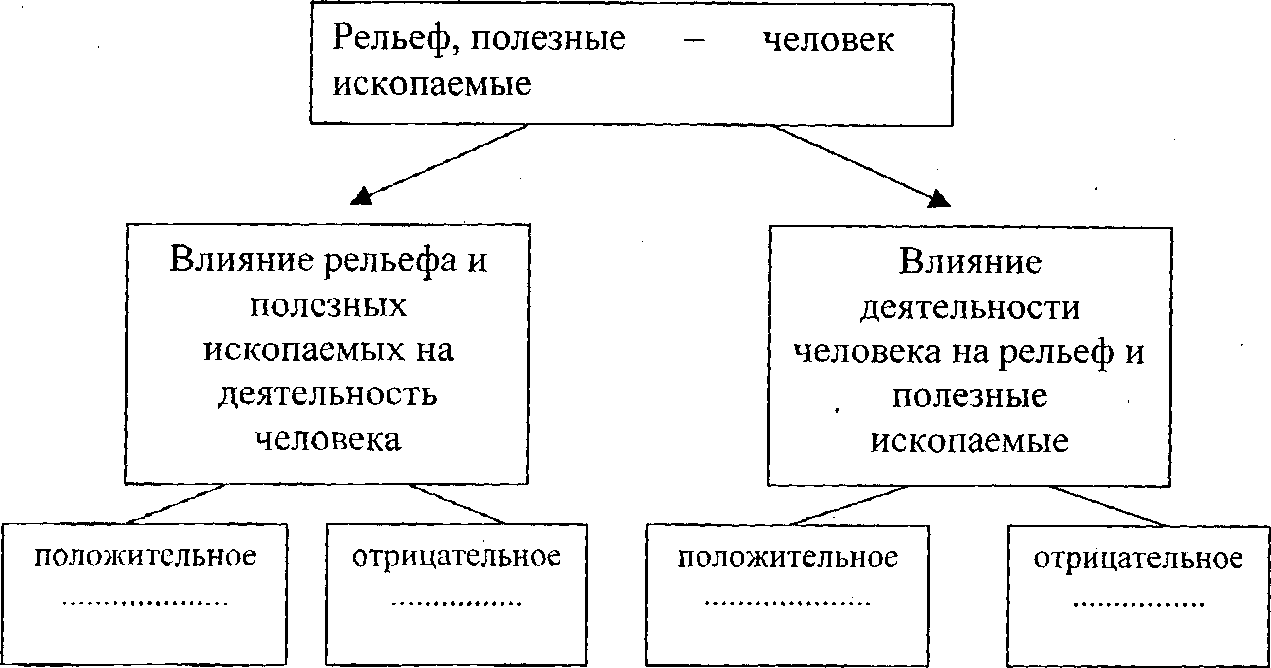 Рельеф, полезные – человек
ископаемые
Влияние рельефа и
полезных
ископаемых на
деятельность
человека
Влияние
деятельности
человека на рельеф и
полезные
ископаемые
положительное
...................
отрицательное
...............
положительное
...................
отрицательное
...............